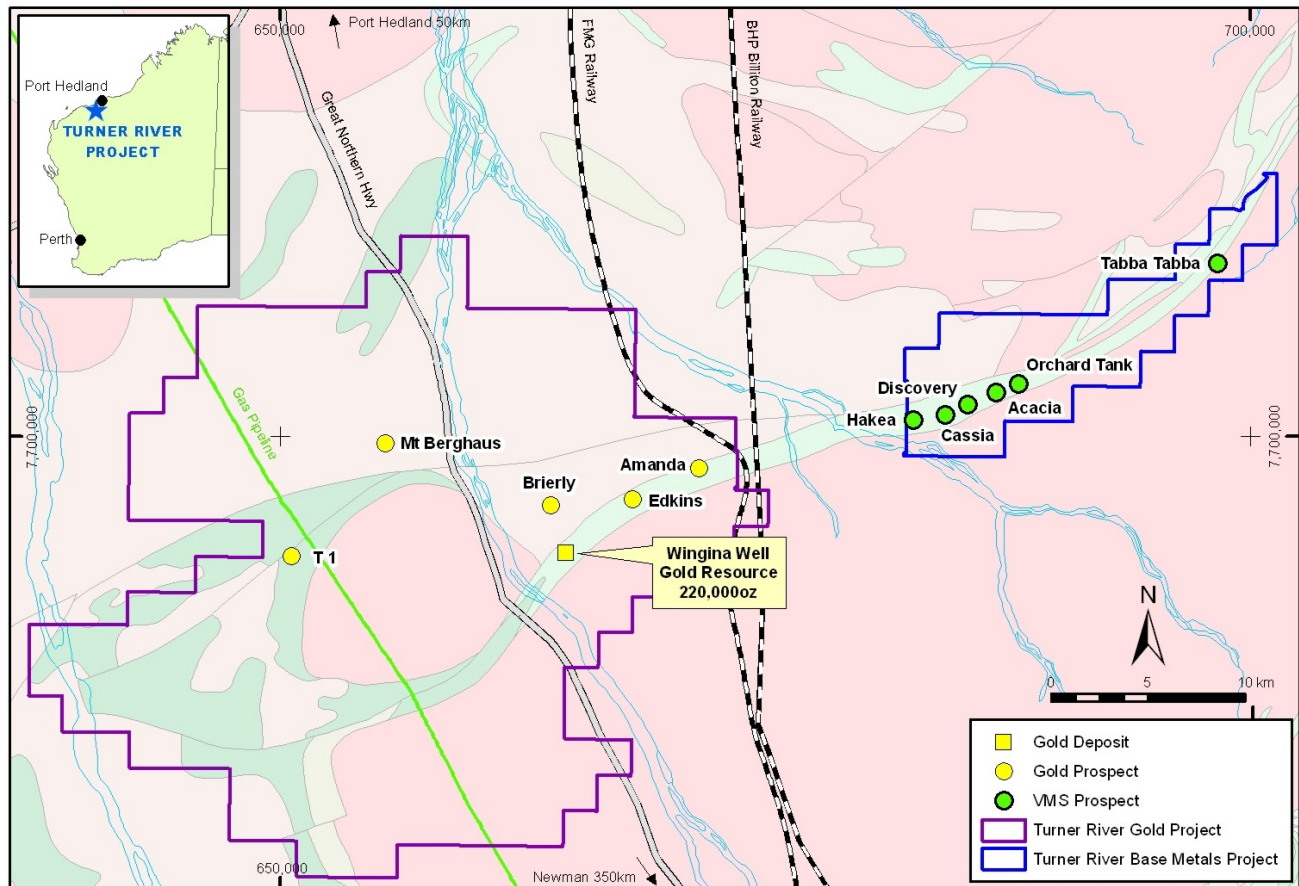 650,000
Port Hedland 50km
700,000
FMG Railway
BHP Billiton Railway
Great Northern Hwy
Port Hedland
TURNER RIVER
PROJECT
Perth
Tabba Tabba
Orchard Tank
Discovery
Acacia
Hakea
Cassia
7,700,000
7,700,000
Gas Pipeline
Mt Berghaus
Amanda
Brierly
Edkins
T 1
Wingina Well
Gold Resource
220,000oz
N
0 5 10 km
Gold Deposit
Gold Prospect
VMS Prospect
Turner River Gold Project
Turner River Base Metals Project
650,000
Newman 350km